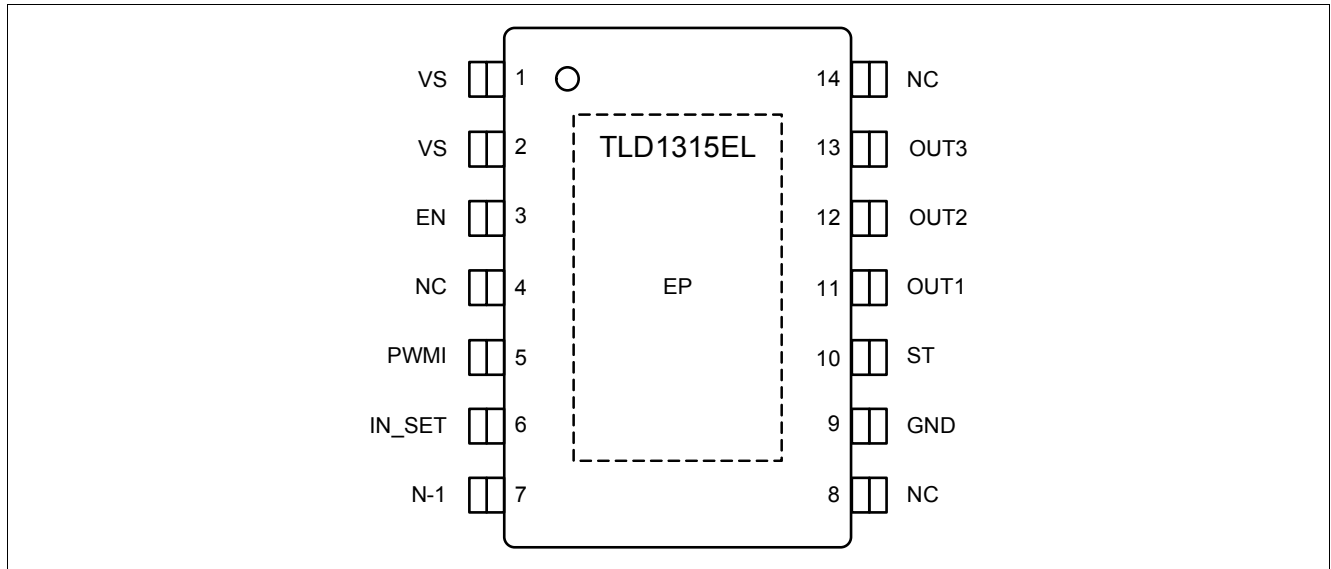 VS 1 14 NC
VS 2 TLD1315EL 13 OUT3
EN 3 12 OUT2
NC 4 EP 11 OUT1
PWMI 5 10 ST
IN_SET 6 9 GND
N-1 7 8 NC